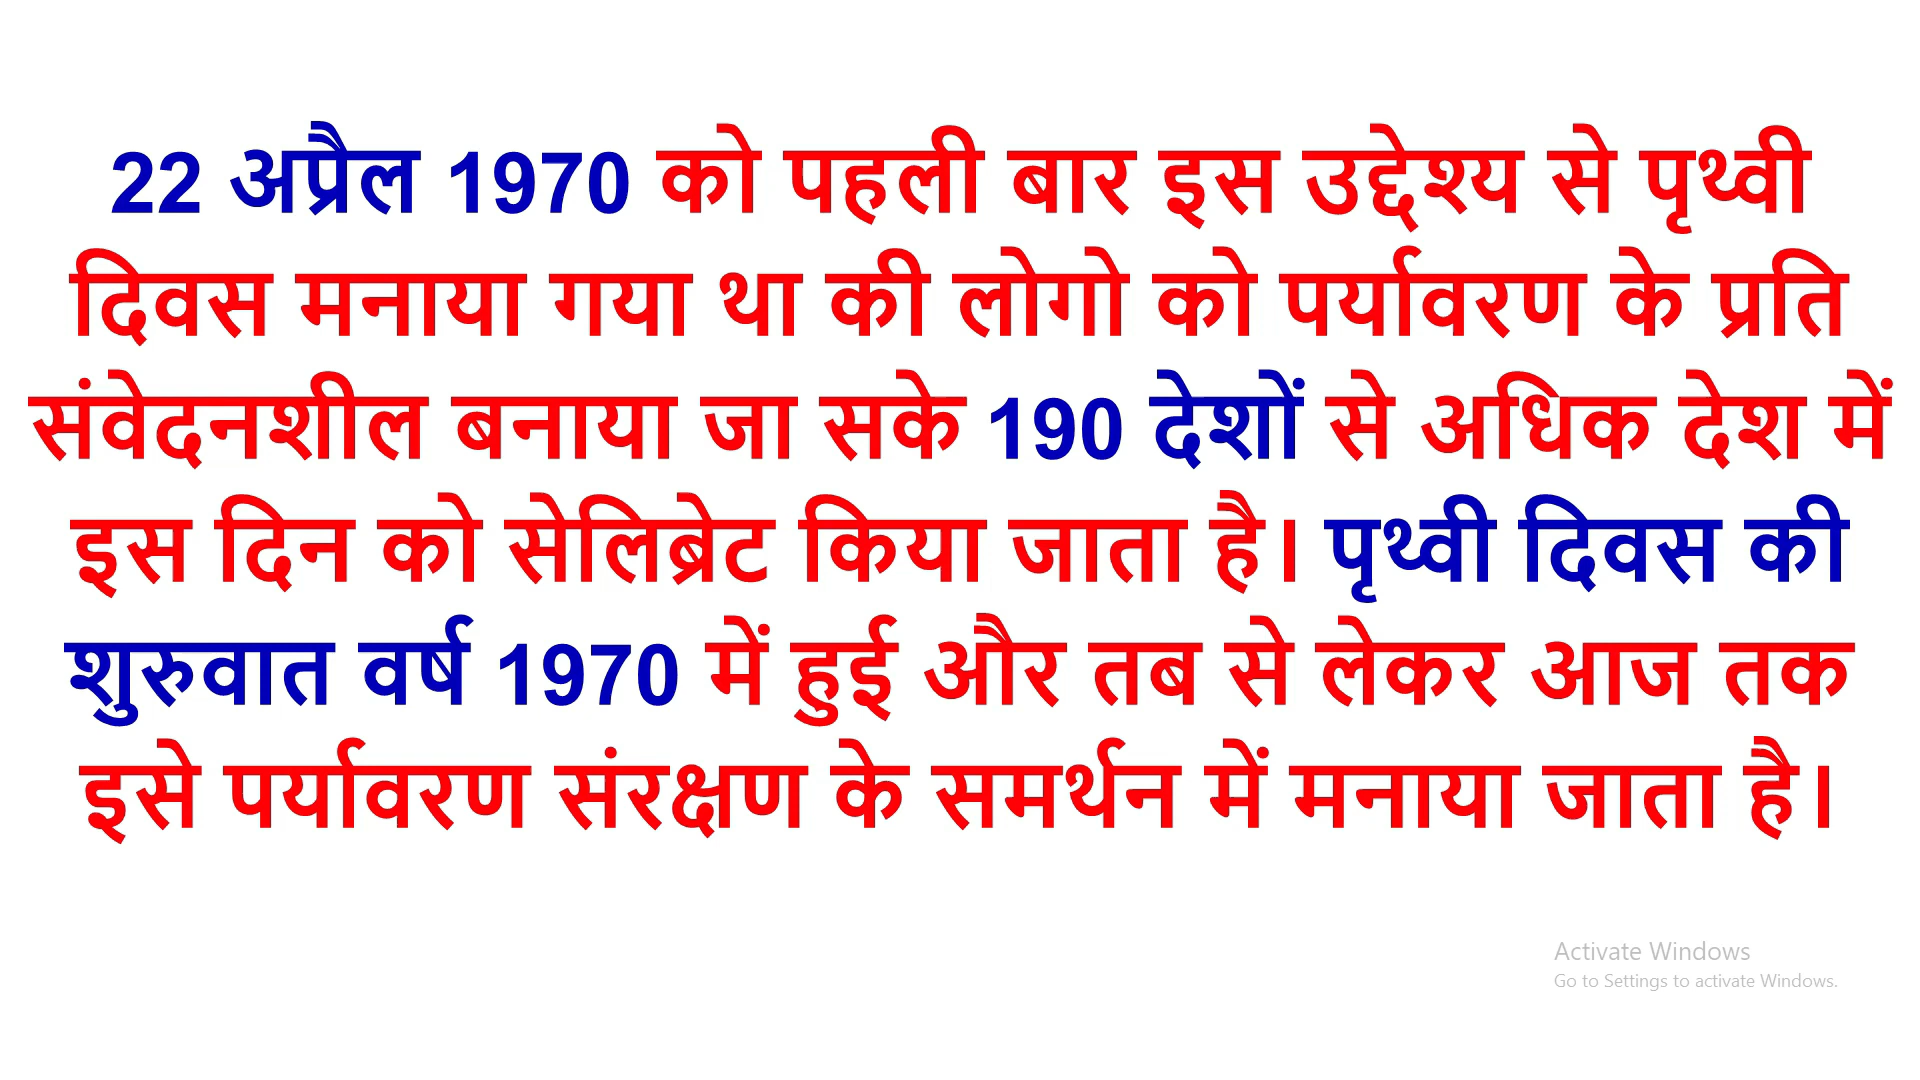 22 अप्रैल 1970 को पहली बार इस उद्देश्य से पृथ्वी
दिवस मनाया गया था की लोगो को पर्यावरण के प्रति
संवेदनशील बनाया जा सके 190 देशों से अधिक देश में
इस दिन को सेलिब्रेट किया जाता है। पृथ्वी दिवस की
शुरुवात वर्ष 1970 में हुई और तब से लेकर आज तक
इसे पर्यावरण संरक्षण के समर्थन में मनाया जाता है।
Activate Windows
Go to Settings to activate Windows.